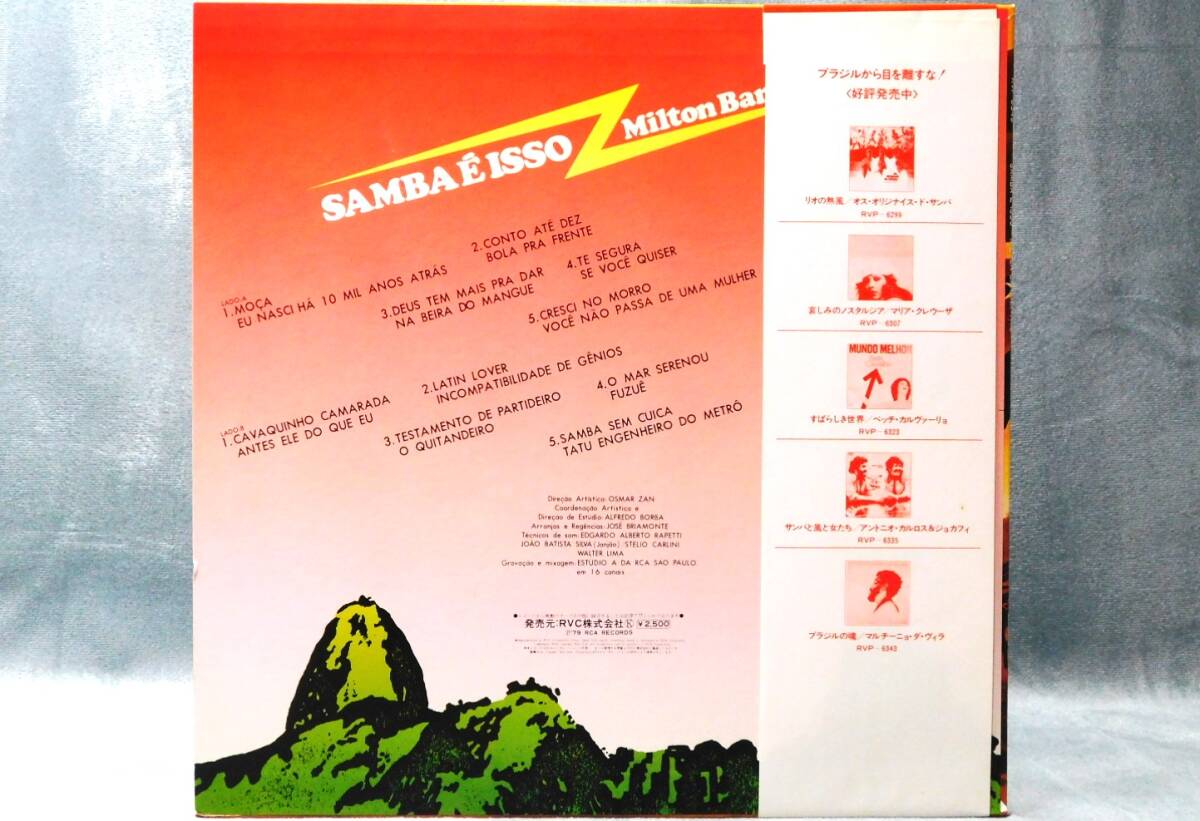 SAMBA É ISSO
Milton Ban
LADO.A
1.MOÇA
EU NASCI HÁ 10 MIL ANOS ATRÁS
2.CONTO ATÉ DEZ
BOLA PRA FRENTE
3.DEUS TEM MAIS PRA DAR
NA BEIRA DO MANGUE
4.TE SEGURA
SE VOCÊ QUISER
5.CRESCI NO MORRO
VOCÊ NÃO PASSA DE UMA MULHER
LADO.B
1.CAVAQUINHO CAMARADA
ANTES ELE DO QUE EU
2.LATIN LOVER
INCOMPATIBILIDADE DE GÊNIOS
3.TESTAMENTO DE PARTIDEIRO
O QUITANDEIRO
4.O MAR SERENOU
FUZUÊ
5.SAMBA SEM CUICA
TATU ENGENHEIRO DO METRÔ
Direção Artística: OSMAR ZAN
Coordenação Artística e
Direção de Estúdio: ALFREDO BORBA
Arranjos e Regências: JOSÉ BRIAMONTE
Técnicos de som: EDGARDO ALBERTO RAPETTI
JOÃO BATISTA SILVA (Janjão)/STELIO CARLINI
WALTER LIMA
Gravação e mixagem: ESTUDIO A DA RCA SAO PAULO.
em 16 canais
発売元:RVC株式会社 K ¥2,500
Ⓟ'79 RCA RECORDS
ブラジルから目を離すな!
〈好評発売中〉
リオの熱風/オス・オリジナイス・ド・サンバ
RVP-6299
哀しみのノスタルジア/マリア・クレウーザ
RVP-6307
MUNDO MELHOR
すばらしき世界/ベッチ・カルヴァーリョ
RVP-6323
サンバと風と女たち/アントニオ・カルロス&ジョカフィ
RVP-6335
ブラジルの魂/マルチーニョ・ダ・ヴィラ
RVP-6343